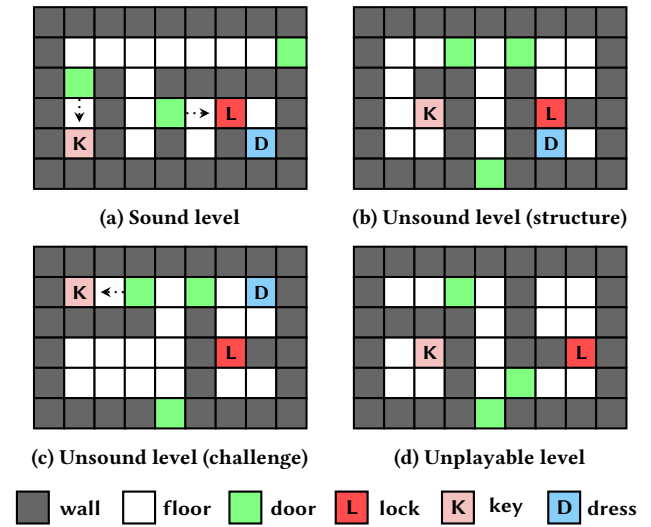 L
K
D
(a) Sound level
K
L
D
(b) Unsound level (structure)
K
D
L
(c) Unsound level (challenge)
K
L
(d) Unplayable level
wall
floor
door
L lock
K key
D dress